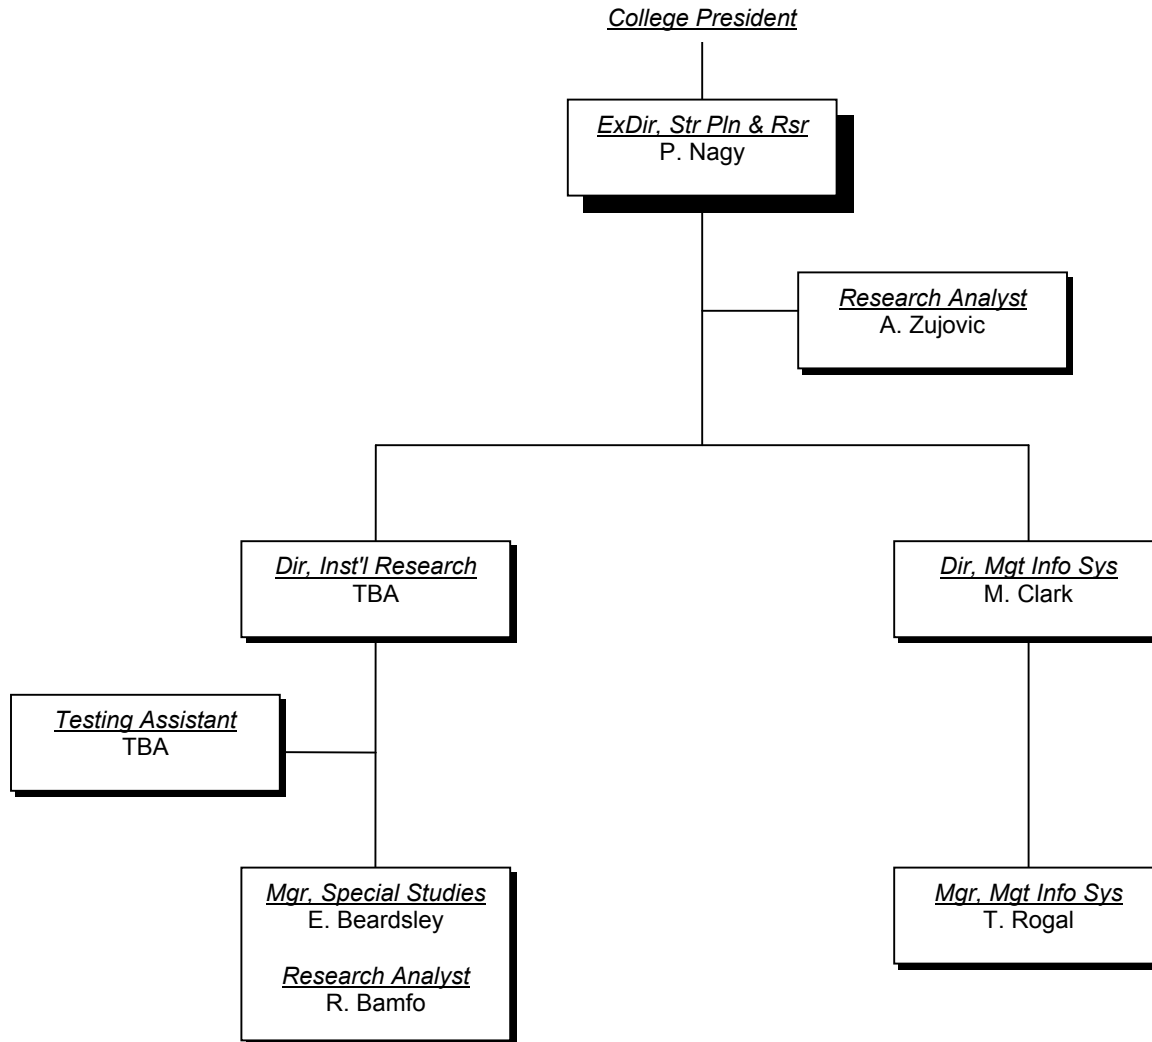 College President
ExDir, Str Pln & Rsr
P. Nagy
Research Analyst
A. Zujovic
Dir, Inst'l Research
TBA
Dir, Mgt Info Sys
M. Clark
Testing Assistant
TBA
Mgr, Special Studies
E. Beardsley
Research Analyst
R. Bamfo
Mgr, Mgt Info Sys
T. Rogal